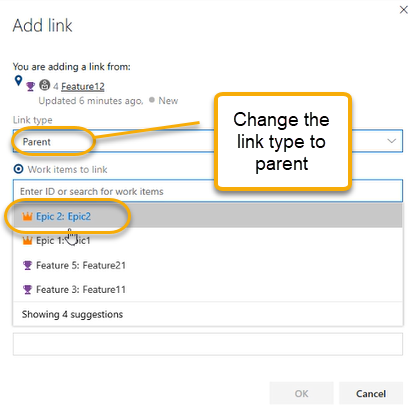 Add link
You are adding a link from:
4 Feature12
Updated 6 minutes ago, New
Link type
Parent
Change the
link type to
parent
Work items to link
Enter ID or search for work items
Epic 2: Epic2
Epic 1: Epic1
Feature 5: Feature21
Feature 3: Feature11
Showing 4 suggestions
OK
Cancel